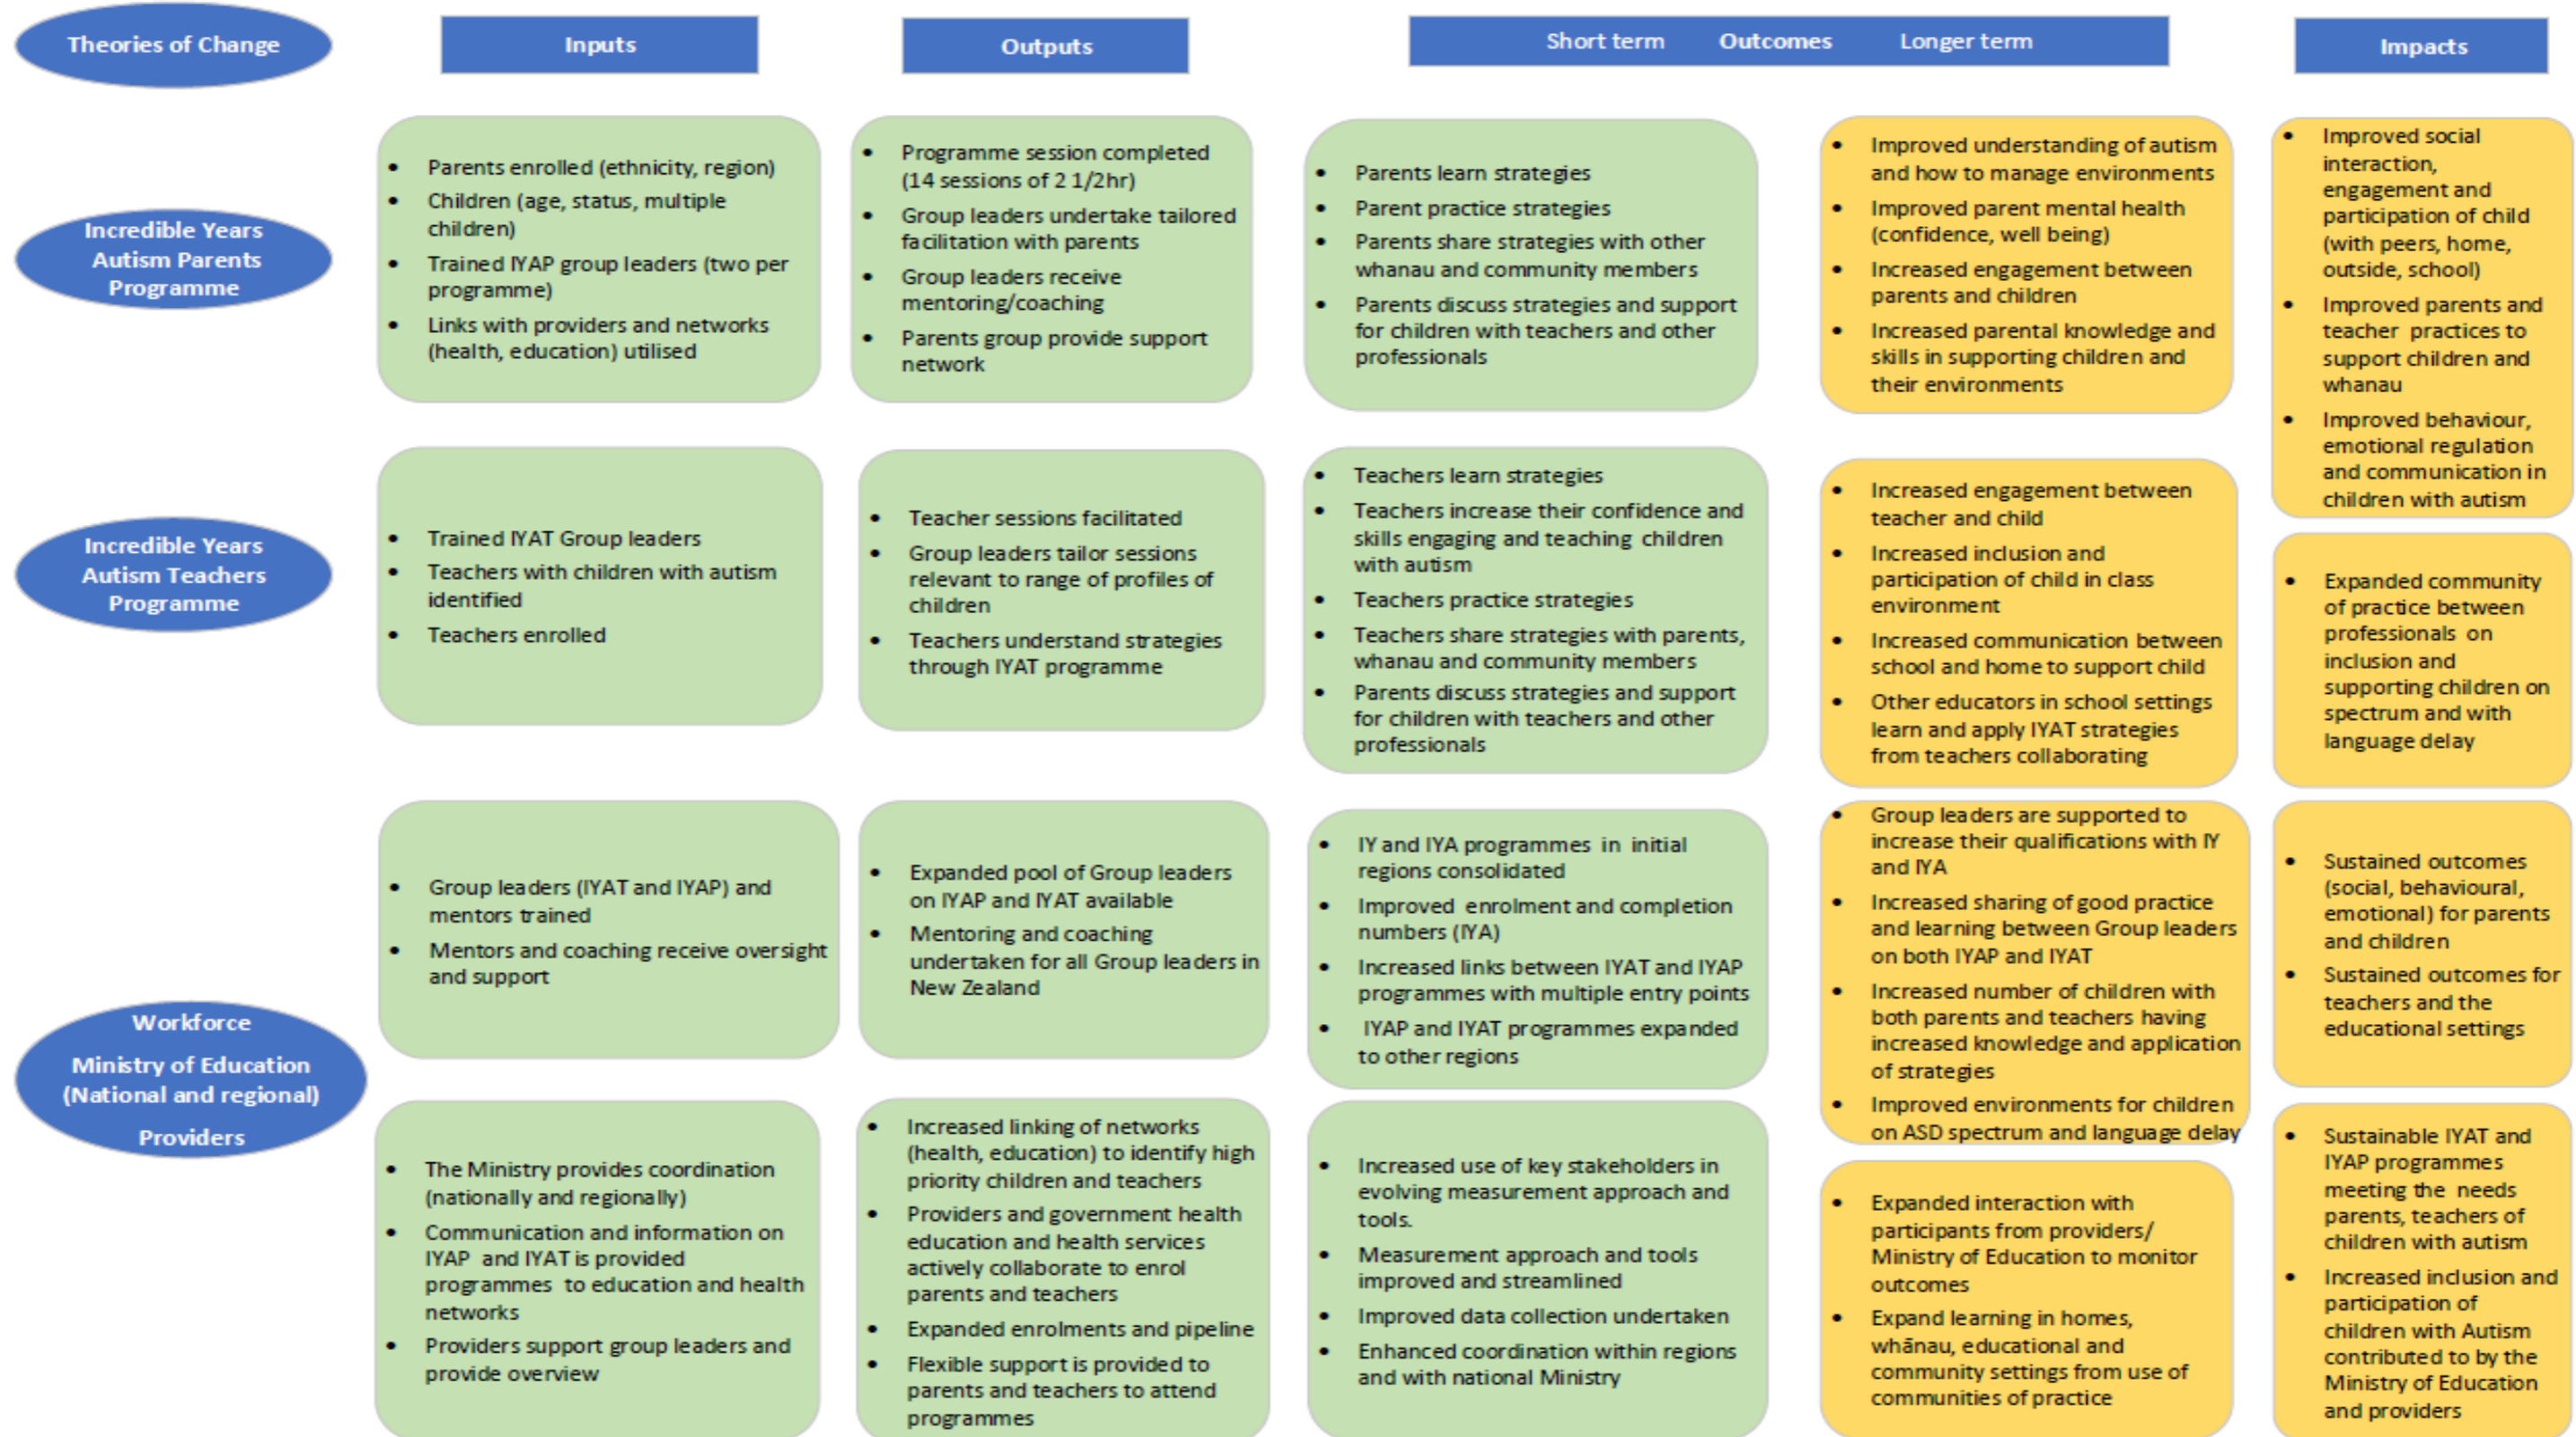 Theories of Change
Inputs
Outputs
Short term Outcomes Longer term
Impacts
Incredible Years
Autism Parents
Programme
• Parents enrolled (ethnicity, region)
• Children (age, status, multiple
children)
• Trained IYAP group leaders (two per
programme)
• Links with providers and networks
(health, education) utilised
• Programme session completed
(14 sessions of 2 1/2hr)
• Group leaders undertake tailored
facilitation with parents
• Group leaders receive
mentoring/coaching
• Parents group provide support
network
• Parents learn strategies
• Parent practice strategies
• Parents share strategies with other
whanau and community members
• Parents discuss strategies and support
for children with teachers and other
professionals
• Improved understanding of autism
and how to manage environments
• Improved parent mental health
(confidence, well being)
• Increased engagement between
parents and children
• Increased parental knowledge and
skills in supporting children and
their environments
• Improved social
interaction,
engagement and
participation of child
(with peers, home,
outside, school)
• Improved parents and
teacher practices to
support children and
whanau
• Improved behaviour,
emotional regulation
and communication in
children with autism
Incredible Years
Autism Teachers
Programme
• Trained IYAT Group leaders
• Teachers with children with autism
identified
• Teachers enrolled
• Teacher sessions facilitated
• Group leaders tailor sessions
relevant to range of profiles of
children
• Teachers understand strategies
through IYAT programme
• Teachers learn strategies
• Teachers increase their confidence and
skills engaging and teaching children
with autism
• Teachers practice strategies
• Teachers share strategies with parents,
whanau and community members
• Parents discuss strategies and support
for children with teachers and other
professionals
• Increased engagement between
teacher and child
• Increased inclusion and
participation of child in class
environment
• Increased communication between
school and home to support child
• Other educators in school settings
learn and apply IYAT strategies
from teachers collaborating
• Expanded community
of practice between
professionals on
inclusion and
supporting children on
spectrum and with
language delay
Workforce
Ministry of Education
(National and regional)
Providers
• Group leaders (IYAT and IYAP) and
mentors trained
• Mentors and coaching receive oversight
and support
• Expanded pool of Group leaders
on IYAP and IYAT available
• Mentoring and coaching
undertaken for all Group leaders in
New Zealand
• IY and IYA programmes in initial
regions consolidated
• Improved enrolment and completion
numbers (IYA)
• Increased links between IYAT and IYAP
programmes with multiple entry points
• IYAP and IYAT programmes expanded
to other regions
• Group leaders are supported to
increase their qualifications with IY
and IYA
• Increased sharing of good practice
and learning between Group leaders
on both IYAP and IYAT
• Increased number of children with
both parents and teachers having
increased knowledge and application
of strategies
• Improved environments for children
on ASD spectrum and language delay
• Sustained outcomes
(social, behavioural,
emotional) for parents
and children
• Sustained outcomes for
teachers and the
educational settings
• The Ministry provides coordination
(nationally and regionally)
• Communication and information on
IYAP and IYAT is provided
programmes to education and health
networks
• Providers support group leaders and
provide overview
• Increased linking of networks
(health, education) to identify high
priority children and teachers
• Providers and government health
education and health services
actively collaborate to enrol
parents and teachers
• Expanded enrolments and pipeline
• Flexible support is provided to
parents and teachers to attend
programmes
• Increased use of key stakeholders in
evolving measurement approach and
tools.
• Measurement approach and tools
improved and streamlined
• Improved data collection undertaken
• Enhanced coordination within regions
and with national Ministry
• Expanded interaction with
participants from providers/
Ministry of Education to monitor
outcomes
• Expand learning in homes,
whānau, educational and
community settings from use of
communities of practice
• Sustainable IYAT and
IYAP programmes
meeting the needs
parents, teachers of
children with autism
• Increased inclusion and
participation of
children with Autism
contributed to by the
Ministry of Education
and providers